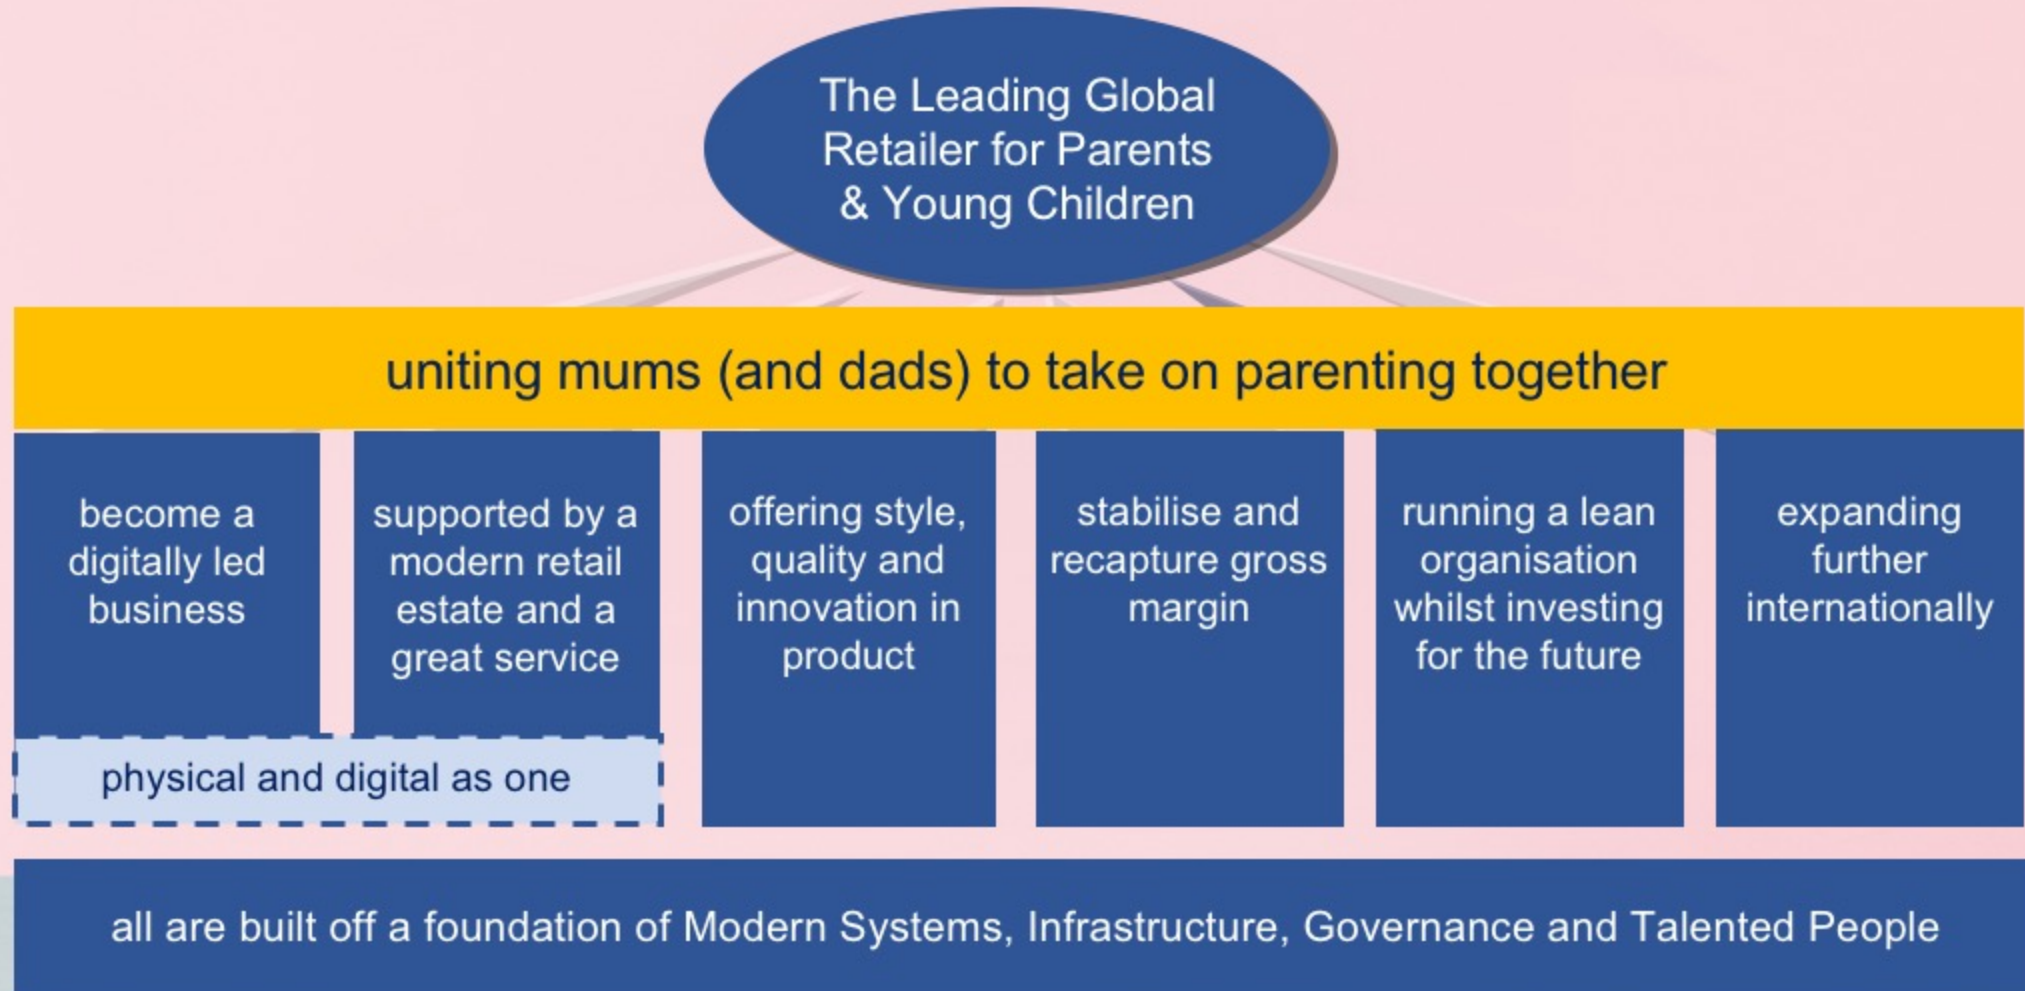 The Leading Global
Retailer for Parents
& Young Children
uniting mums (and dads) to take on parenting together
become a
digitally led
business
supported by a
modern retail
estate and a
great service
physical and digital as one
offering style,
quality and
innovation in
product
stabilise and
recapture gross
margin
running a lean
organisation
whilst investing
for the future
expanding
further
internationally
all are built off a foundation of Modern Systems, Infrastructure, Governance and Talented People